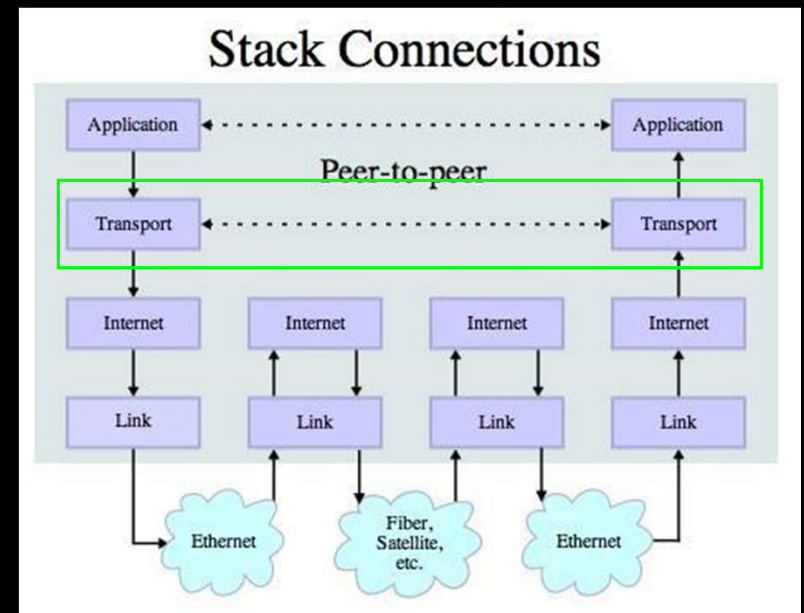 Stack Connections
Application
Application
Peer-to-peer
Transport
Transport
Internet
Internet
Internet
Internet
Link
Link
Link
Link
Ethernet
Fiber,
Satellite,
etc.
Ethernet